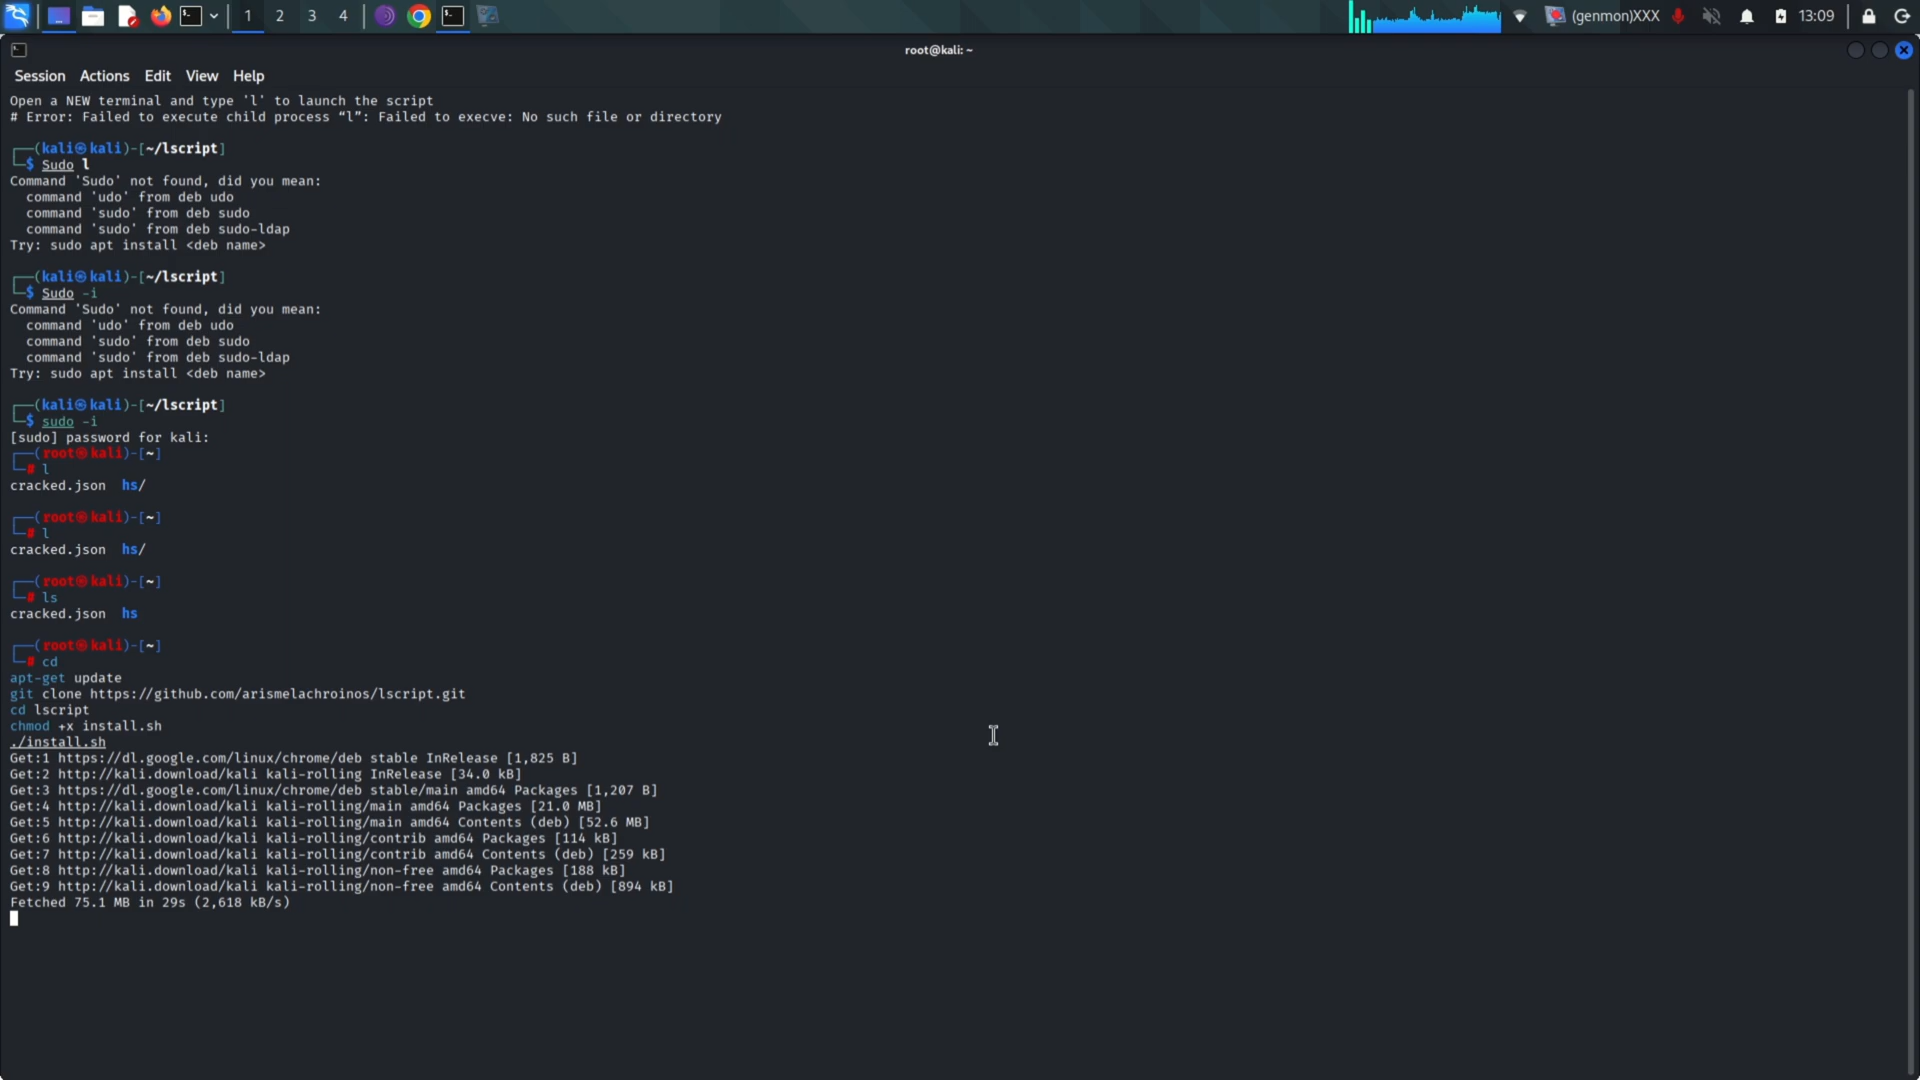 1 2 3 4 (genmon)XXX 13:09
root@kali: ~
Session Actions Edit View Help
Open a NEW terminal and type 'l' to launch the script
# Error: Failed to execute child process “l”: Failed to execve: No such file or directory
┌──(kali㉿kali)-[~/lscript]
└─$ Sudo l
Command 'Sudo' not found, did you mean:
  command 'udo' from deb udo
  command 'sudo' from deb sudo
  command 'sudo' from deb sudo-ldap
Try: sudo apt install <deb name>
┌──(kali㉿kali)-[~/lscript]
└─$ Sudo -i
Command 'Sudo' not found, did you mean:
  command 'udo' from deb udo
  command 'sudo' from deb sudo
  command 'sudo' from deb sudo-ldap
Try: sudo apt install <deb name>
┌──(kali㉿kali)-[~/lscript]
└─$ sudo -i
[sudo] password for kali:
┌──(root㉿kali)-[~]
└─# l
cracked.json  hs/
┌──(root㉿kali)-[~]
└─# l
cracked.json  hs/
┌──(root㉿kali)-[~]
└─# ls
cracked.json  hs
┌──(root㉿kali)-[~]
└─# cd
apt-get update
git clone https://github.com/arismelachroinos/lscript.git
cd lscript
chmod +x install.sh
./install.sh
Get:1 https://dl.google.com/linux/chrome/deb stable InRelease [1,825 B]
Get:2 http://kali.download/kali kali-rolling InRelease [34.0 kB]
Get:3 https://dl.google.com/linux/chrome/deb stable/main amd64 Packages [1,207 B]
Get:4 http://kali.download/kali kali-rolling/main amd64 Packages [21.0 MB]
Get:5 http://kali.download/kali kali-rolling/main amd64 Contents (deb) [52.6 MB]
Get:6 http://kali.download/kali kali-rolling/contrib amd64 Packages [114 kB]
Get:7 http://kali.download/kali kali-rolling/contrib amd64 Contents (deb) [259 kB]
Get:8 http://kali.download/kali kali-rolling/non-free amd64 Packages [188 kB]
Get:9 http://kali.download/kali kali-rolling/non-free amd64 Contents (deb) [894 kB]
Fetched 75.1 MB in 29s (2,618 kB/s)